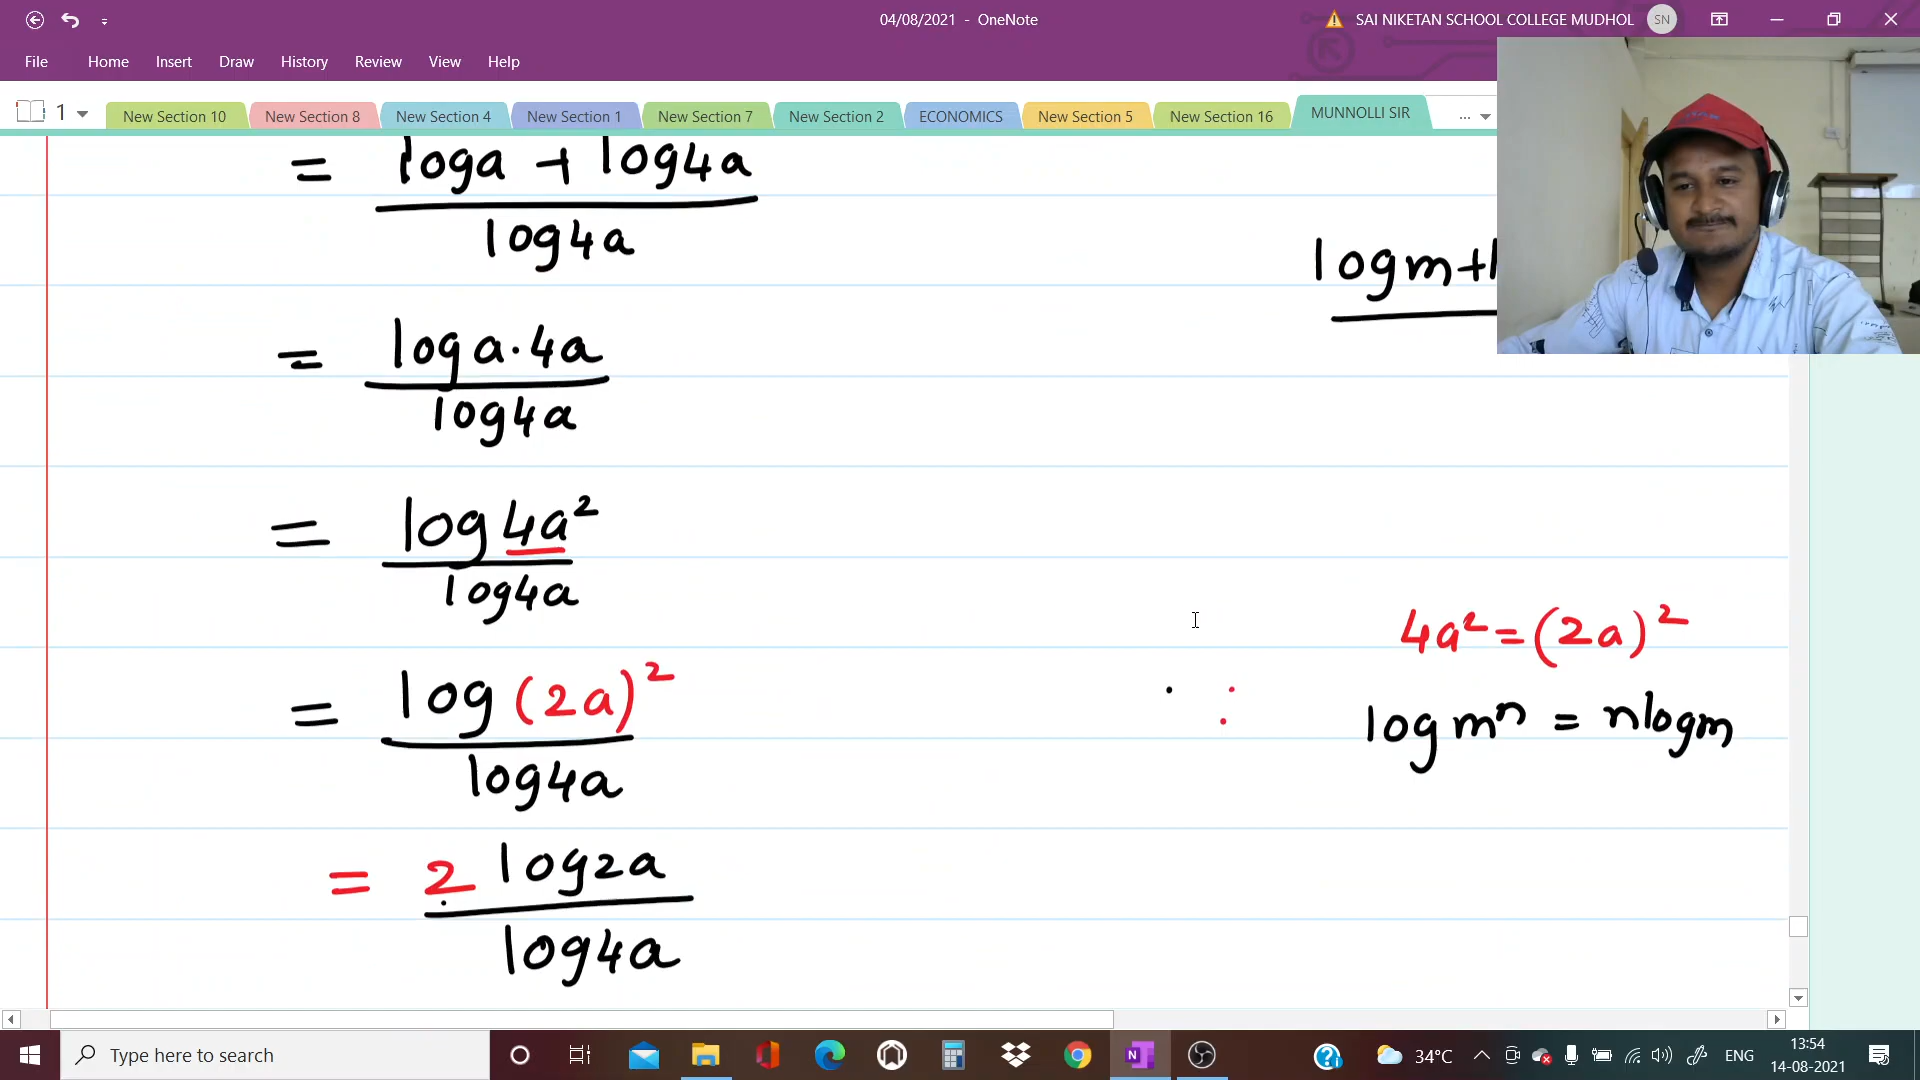 04/08/2021 - OneNote
SAI NIKETAN SCHOOL COLLEGE MUDHOL SN
File Home Insert Draw History Review View Help
1 New Section 10 New Section 8 New Section 4 New Section 1 New Section 7 New Section 2 ECONOMICS New Section 5 New Section 16 MUNNOLLI SIR ...
= loga + log4a
log4a
logm+
= log a·4a
log4a
= log4a²
log4a
4a² = (2a)²
= log(2a)²
log4a
logmⁿ = nlogm
= 2 log2a
log4a
Type here to search
34°C ENG 13:54
14-08-2021